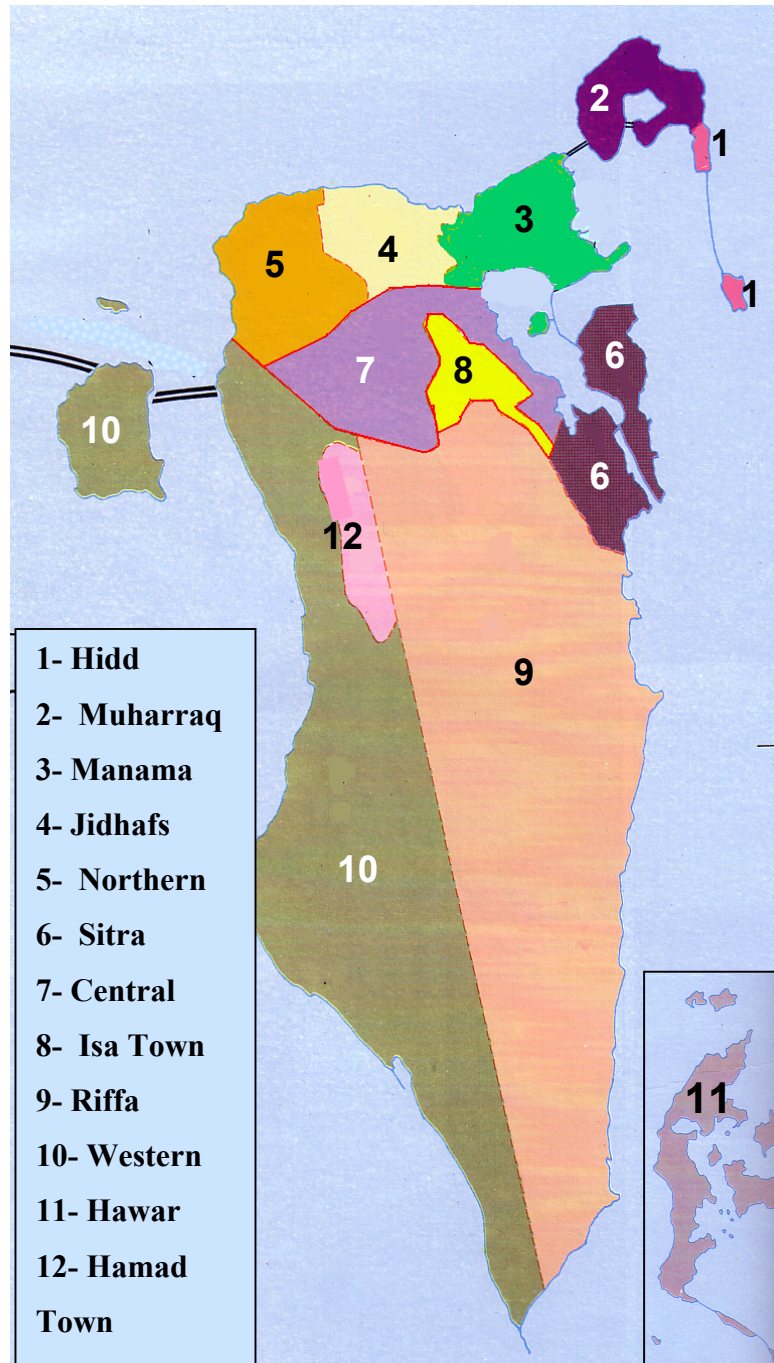 2
1
3
1
4
5
6
7
8
10
6
12
9
10
11
1- Hidd
2- Muharraq
3- Manama
4- Jidhafs
5- Northern
6- Sitra
7- Central
8- Isa Town
9- Riffa
10- Western
11- Hawar
12- Hamad
Town